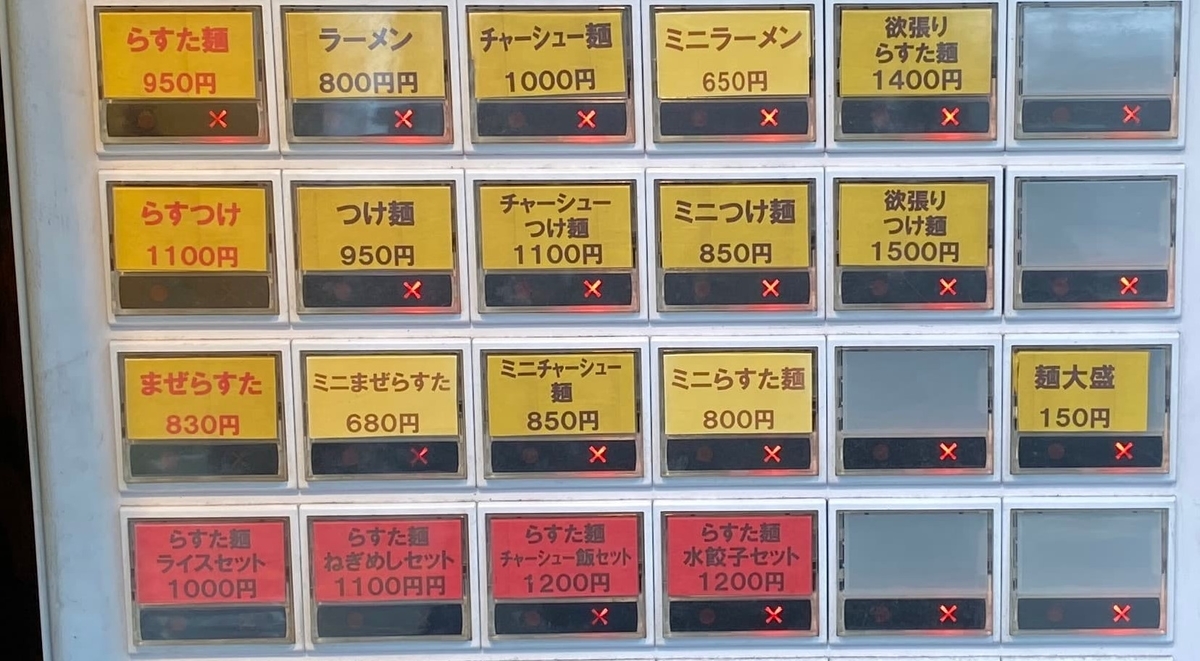 らすた麺
950円
ラーメン
800円円
チャーシュー麺
1000円
ミニラーメン
650円
欲張り
らすた麺
1400円
らすつけ
1100円
つけ麺
950円
チャーシュー
つけ麺
1100円
ミニつけ麺
850円
欲張り
つけ麺
1500円
まぜらすた
830円
ミニまぜらすた
680円
ミニチャーシュー
麺
850円
ミニらすた麺
800円
麺大盛
150円
らすた麺
ライスセット
1000円
らすた麺
ねぎめしセット
1100円円
らすた麺
チャーシュー飯セット
1200円
らすた麺
水餃子セット
1200円